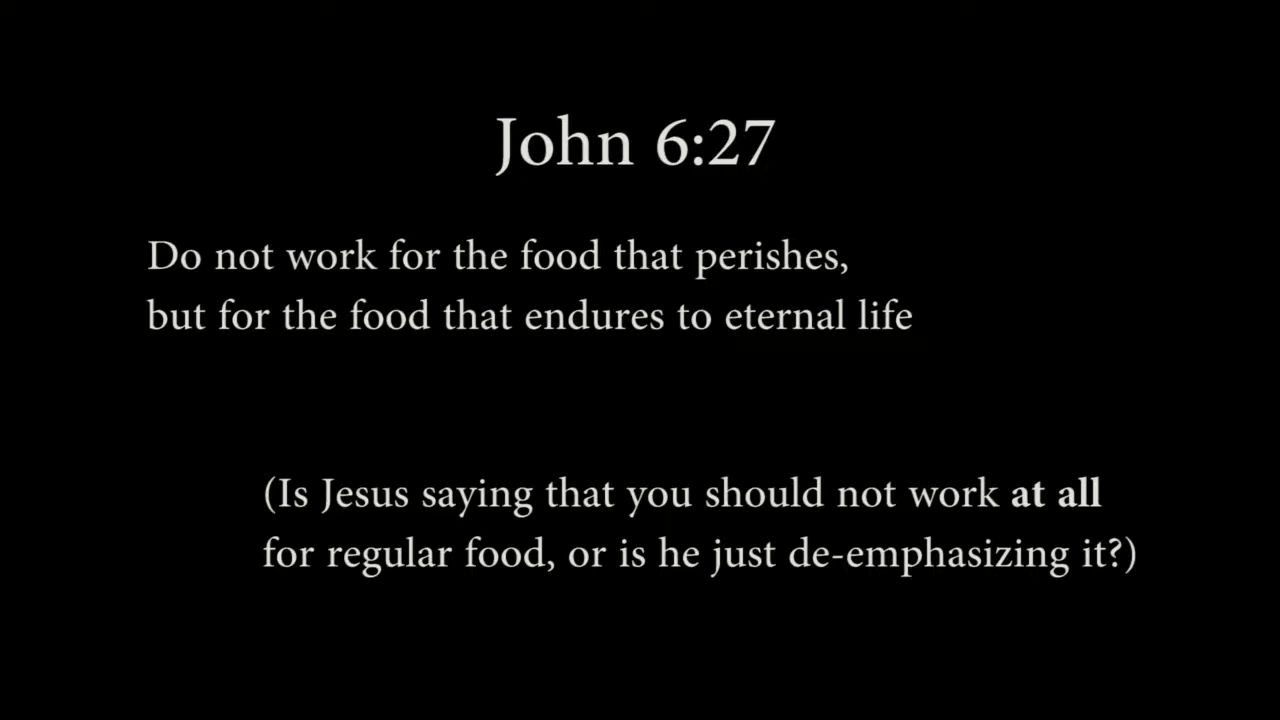 John 6:27
Do not work for the food that perishes,
but for the food that endures to eternal life
(Is Jesus saying that you should not work at all
for regular food, or is he just de-emphasizing it?)